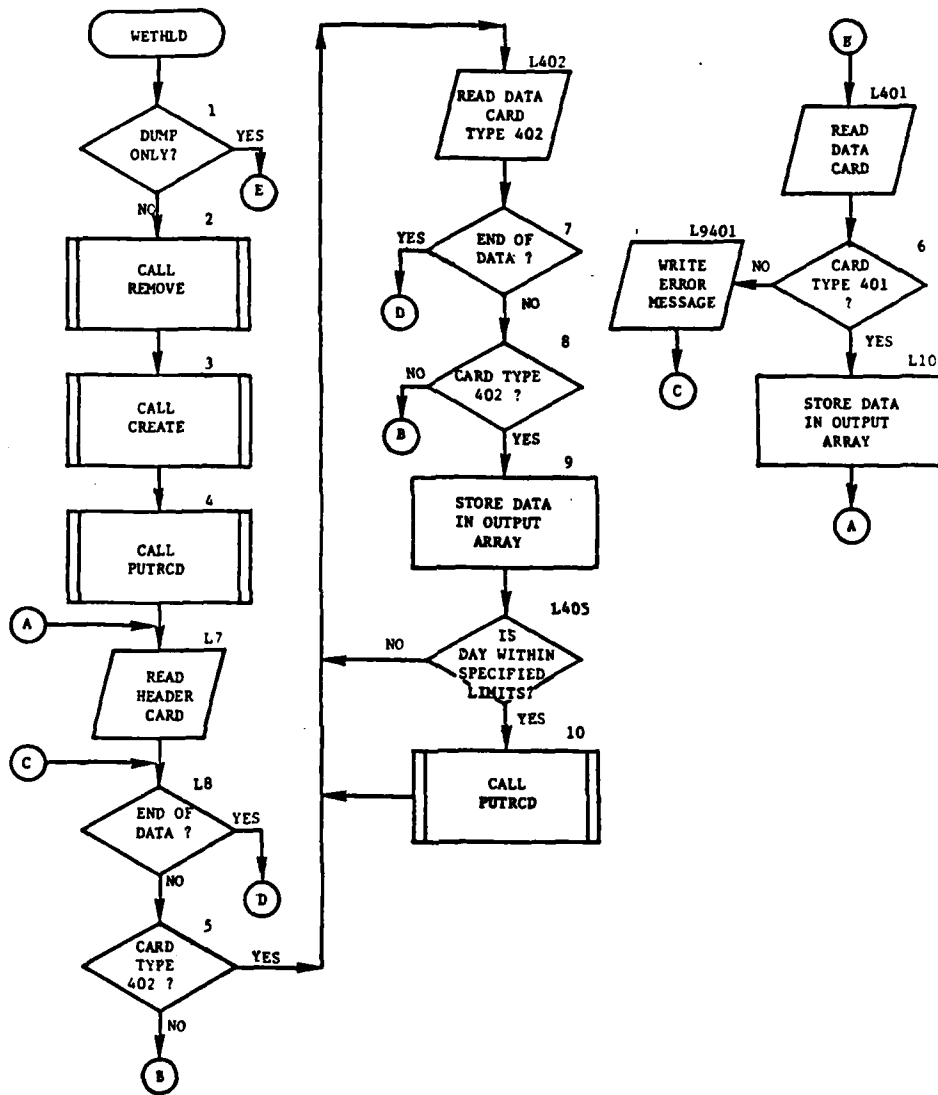 WETHLD
1
DUMP
ONLY?
YES
E
NO
2
CALL
REMOVE
3
CALL
CREATE
4
CALL
PUTRCD
A
L7
READ
HEADER
CARD
C
L8
END OF
DATA ?
YES
D
NO
5
CARD
TYPE
402 ?
YES
NO
B
L402
READ DATA
CARD
TYPE 402
7
YES
END OF
DATA ?
D
NO
8
NO
CARD TYPE
402 ?
B
YES
9
STORE DATA
IN OUTPUT
ARRAY
L405
NO
IS
DAY WITHIN
SPECIFIED
LIMITS?
YES
10
CALL
PUTRCD
E
L401
READ
DATA
CARD
L9401
6
WRITE
ERROR
MESSAGE
NO
CARD
TYPE 401
?
C
YES
L10
STORE DATA
IN OUTPUT
ARRAY
A